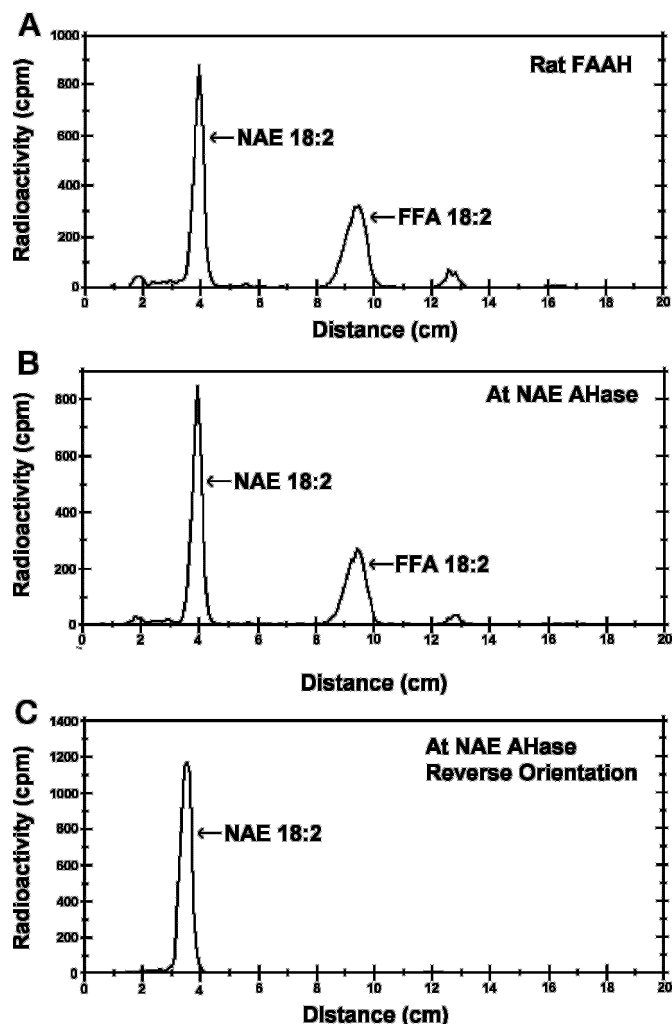 A
Rat FAAH
Radioactivity (cpm)
1000
800
600
400
200
0
←NAE 18:2
←FFA 18:2
0 2 4 6 8 10 12 14 16 18 20
Distance (cm)
B
At NAE AHase
Radioactivity (cpm)
800
600
400
200
0
←NAE 18:2
←FFA 18:2
0 2 4 6 8 10 12 14 16 18 20
Distance (cm)
C
At NAE AHase
Reverse Orientation
Radioactivity (cpm)
1400
1200
1000
800
600
400
200
0
←NAE 18:2
0 2 4 6 8 10 12 14 16 18 20
Distance (cm)